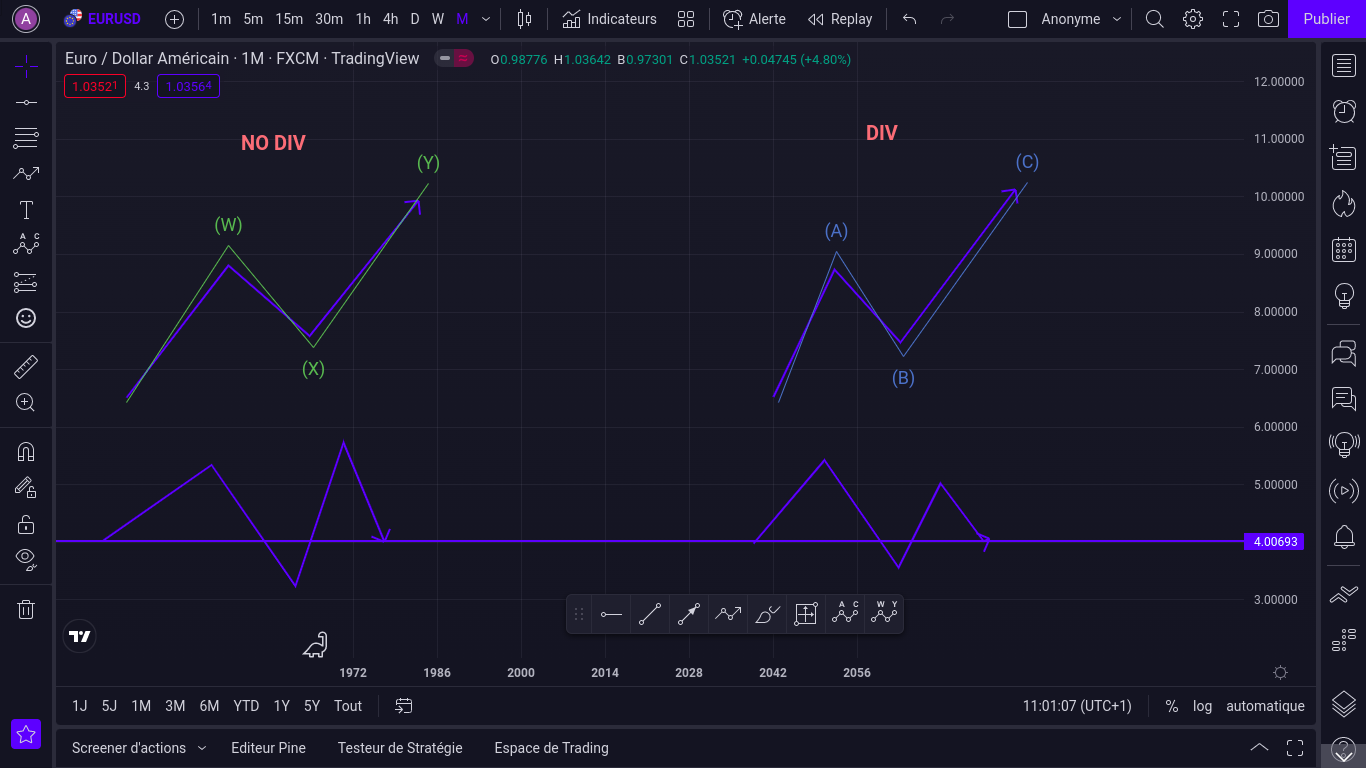 A EURUSD 1m 5m 15m 30m 1h 4h D W M Indicateurs Alerte Replay Anonyme Publier
Euro / Dollar Américain · 1M · FXCM · TradingView O0.98776 H1.03642 B0.97301 C1.03521 +0.04745 (+4.80%)
1.03521 4.3 1.03564
12.00000
11.00000
10.00000
9.00000
8.00000
7.00000
6.00000
5.00000
4.00693
3.00000
NO DIV
(W)
(X)
(Y)
DIV
(A)
(B)
(C)
T
A C
A C W Y
1972 1986 2000 2014 2028 2042 2056
1J 5J 1M 3M 6M YTD 1Y 5Y Tout 11:01:07 (UTC+1) % log automatique
Screener d'actions Editeur Pine Testeur de Stratégie Espace de Trading